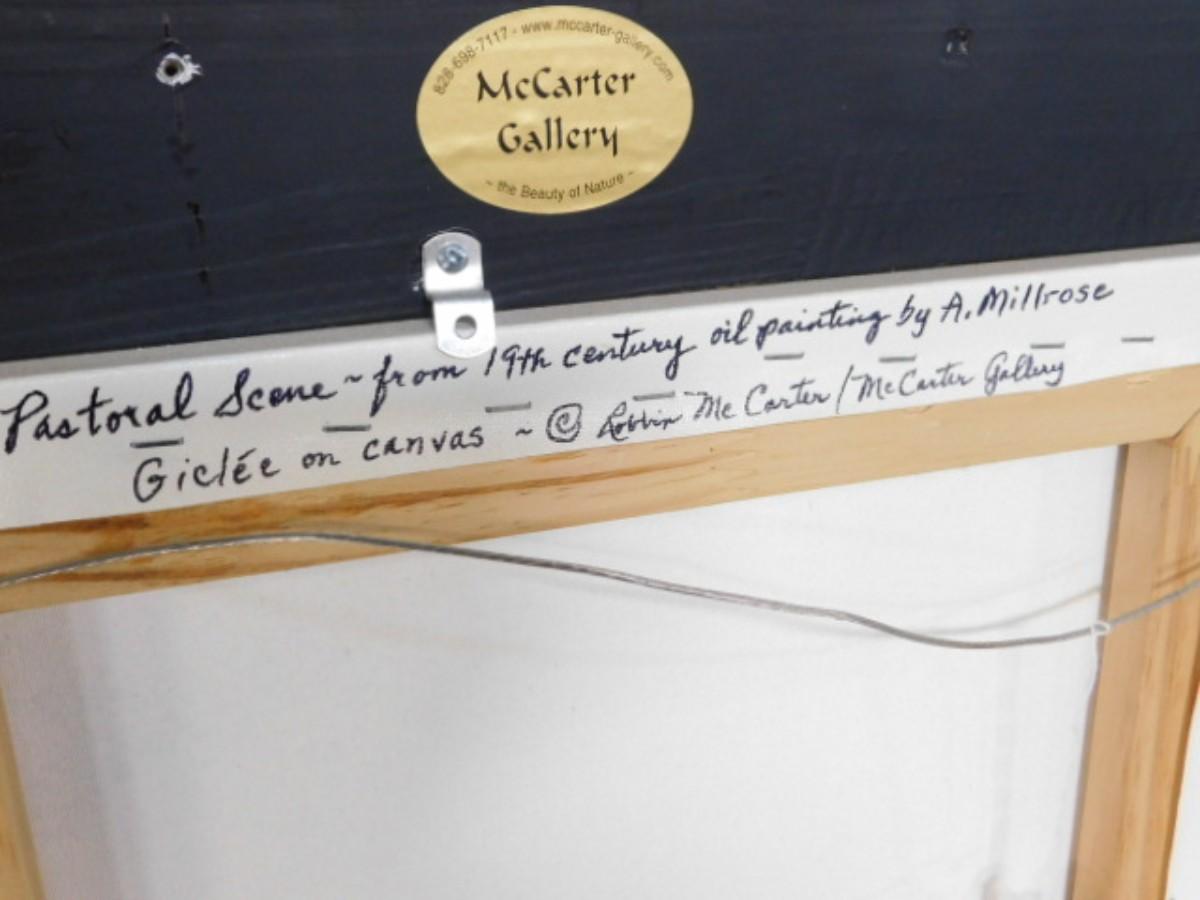 828-698-7117 - www.mccarter-gallery.com
McCarter
Gallery
~ the Beauty of Nature ~
Pastoral Scene ~ from 19th century oil painting by A. Millrose
Giclée on canvas ~ © Robbin McCarter / McCarter Gallery